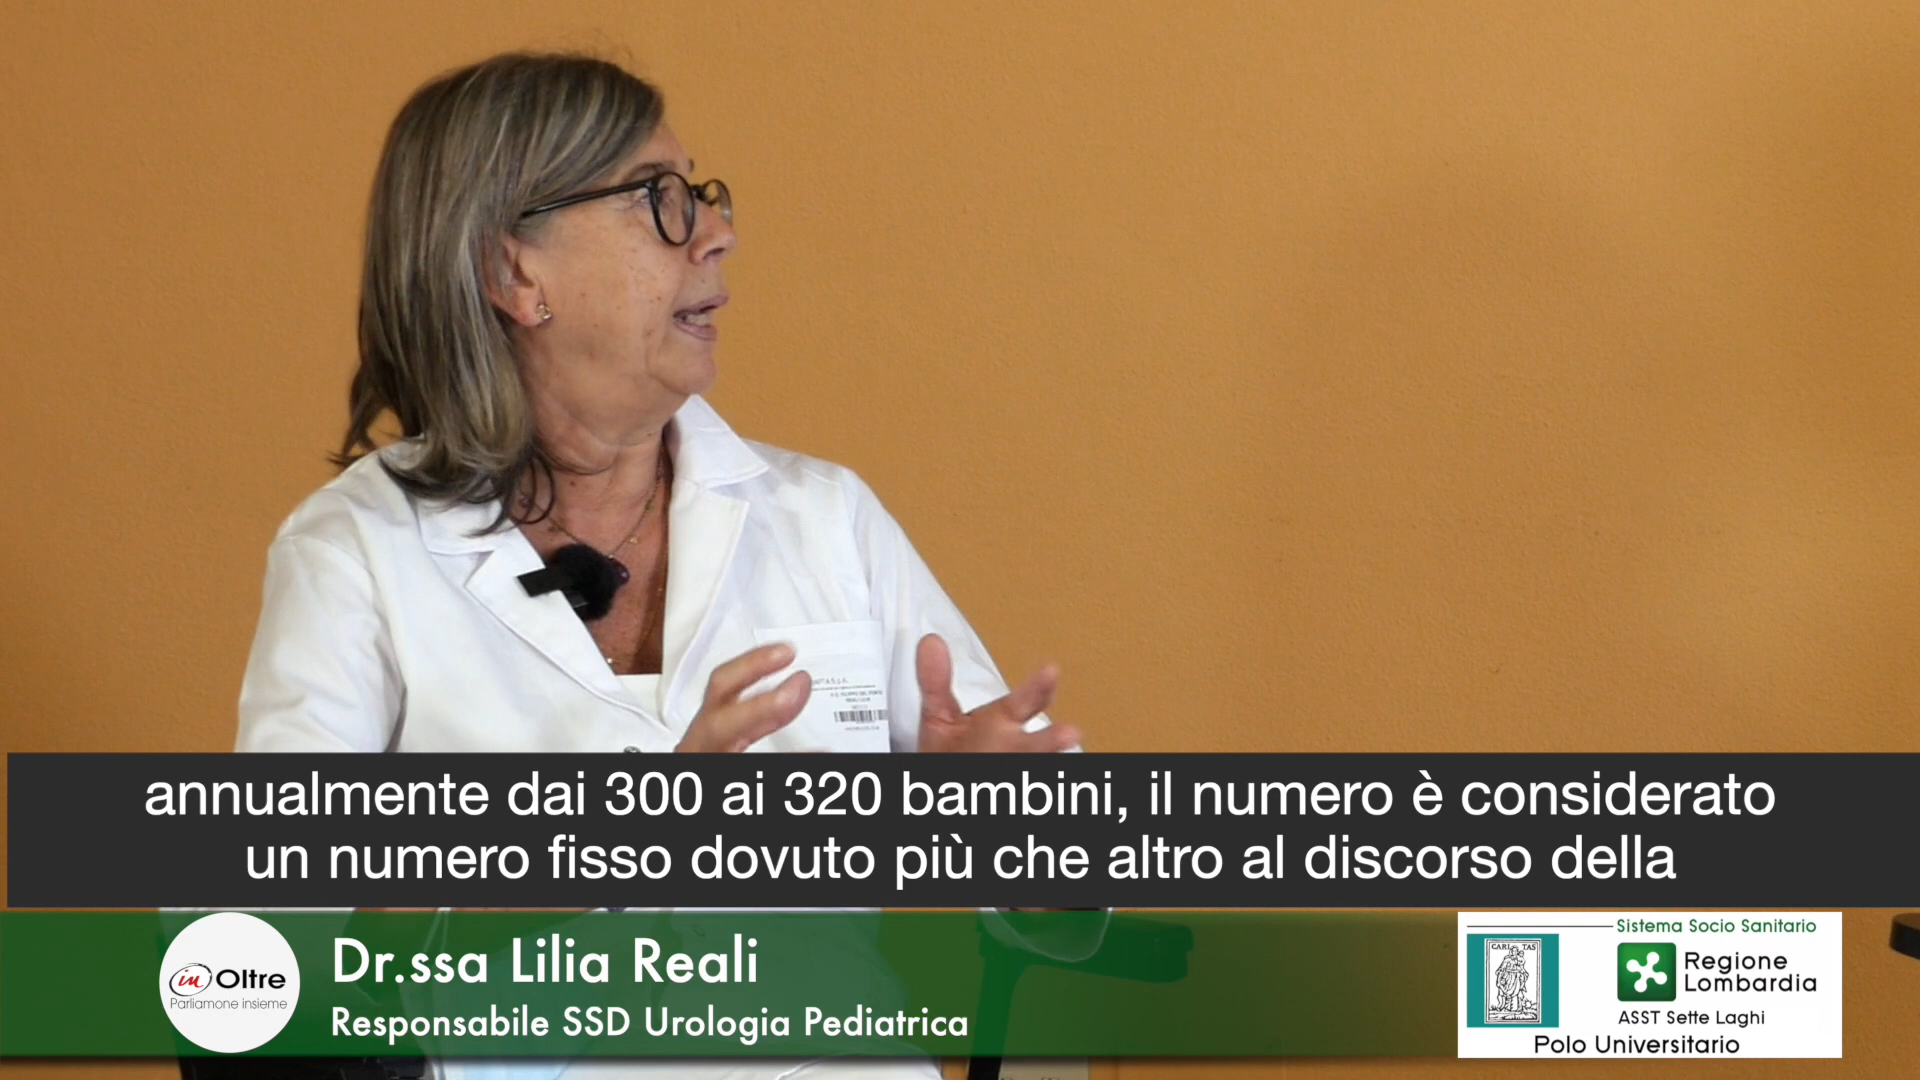 annualmente dai 300 ai 320 bambini, il numero è considerato
un numero fisso dovuto più che altro al discorso della
in Oltre
Parliamone insieme
Dr.ssa Lilia Reali
Responsabile SSD Urologia Pediatrica
CARITAS
Sistema Socio Sanitario
Regione
Lombardia
ASST Sette Laghi
Polo Universitario